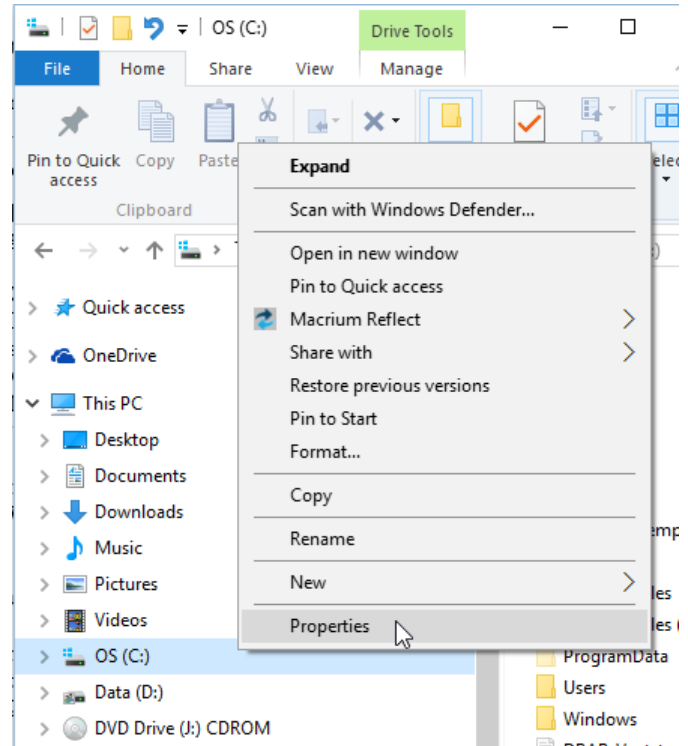 OS (C:)
Drive Tools
File
Home
Share
View
Manage
Pin to Quick access
Copy
Paste
Clipboard
Expand
Scan with Windows Defender...
Open in new window
Pin to Quick access
Macrium Reflect
Share with
Restore previous versions
Pin to Start
Format...
Copy
Rename
New
Properties
Quick access
OneDrive
This PC
Desktop
Documents
Downloads
Music
Pictures
Videos
OS (C:)
Data (D:)
DVD Drive (J:) CDROM
ProgramData
Users
Windows